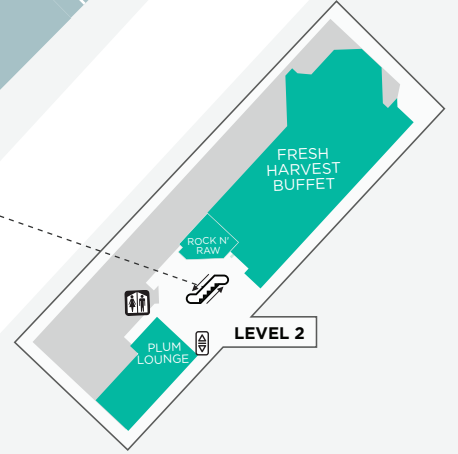 FRESH
HARVEST
BUFFET
ROCK N'
RAW
LEVEL 2
PLUM
LOUNGE